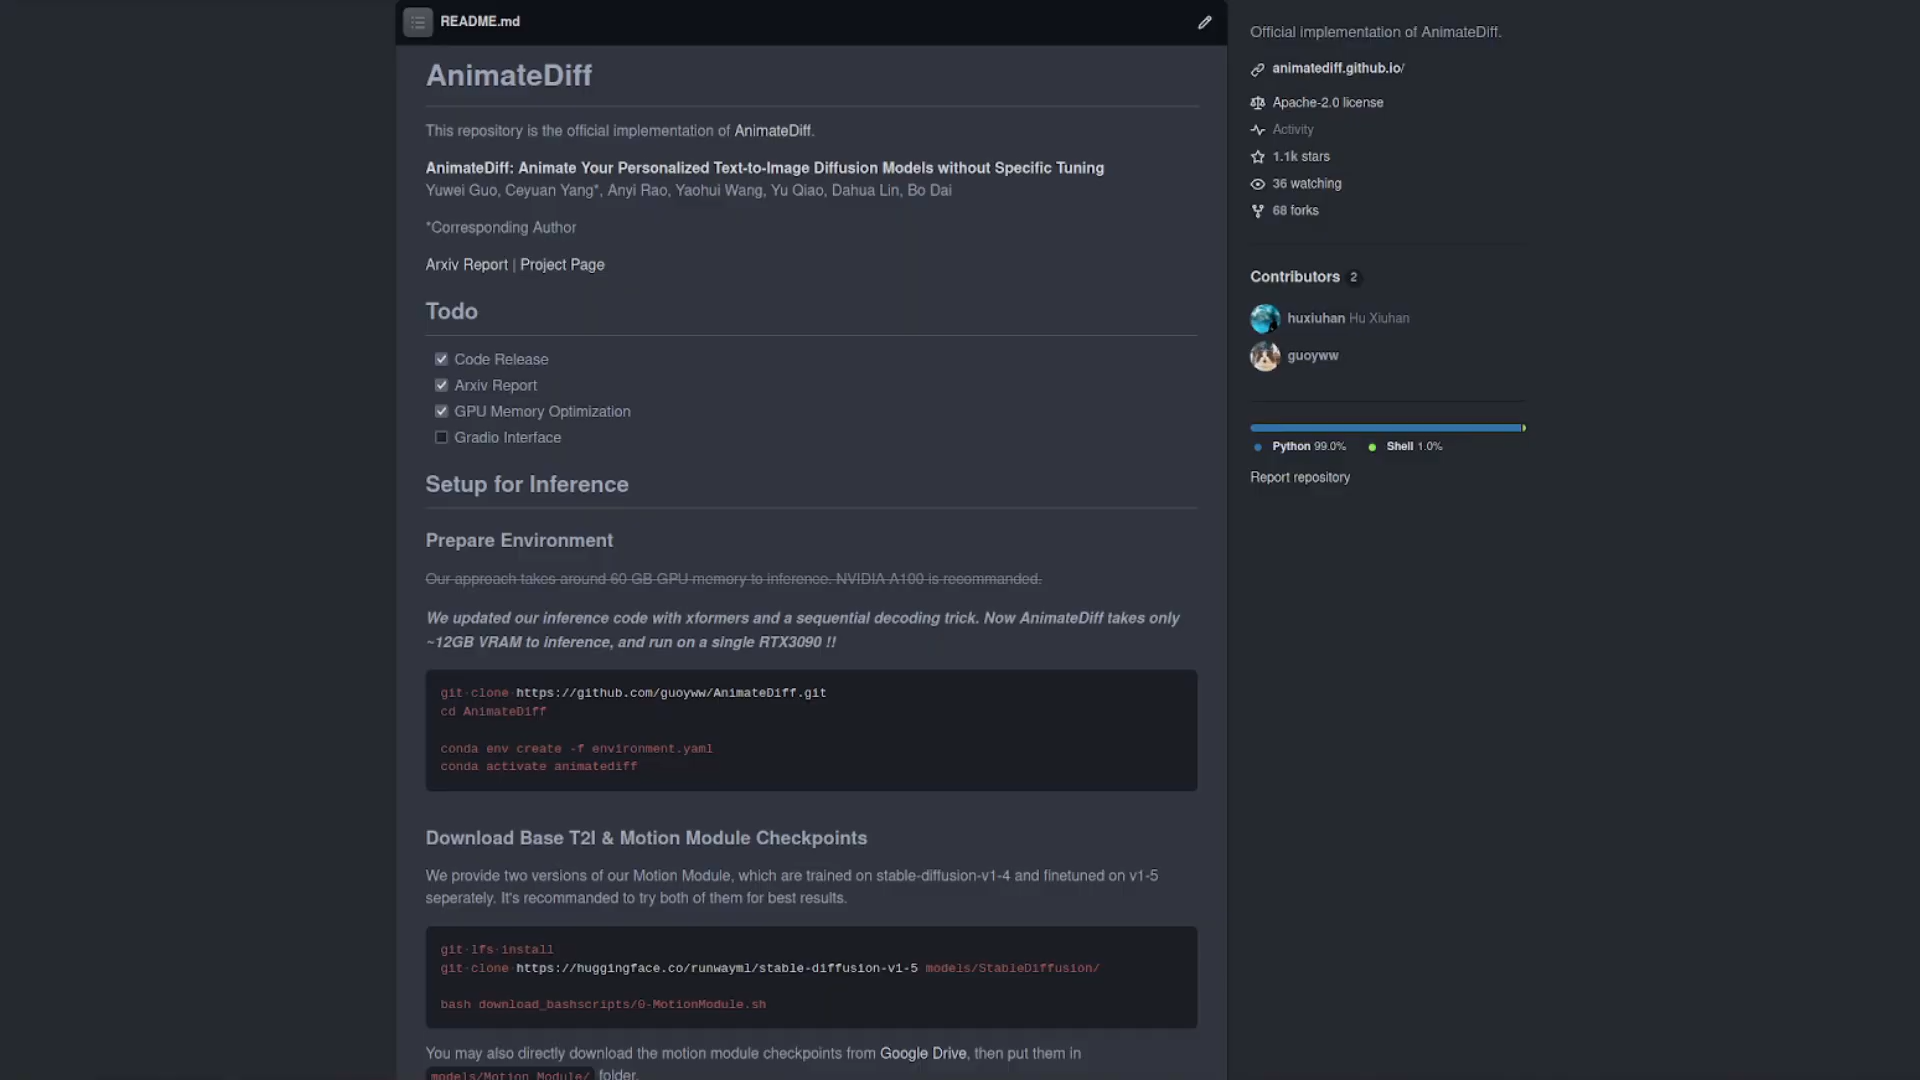 README.md
AnimateDiff
This repository is the official implementation of AnimateDiff.
AnimateDiff: Animate Your Personalized Text-to-Image Diffusion Models without Specific Tuning
Yuwei Guo, Ceyuan Yang*, Anyi Rao, Yaohui Wang, Yu Qiao, Dahua Lin, Bo Dai
*Corresponding Author
Arxiv Report | Project Page
Todo
Code Release
Arxiv Report
GPU Memory Optimization
Gradio Interface
Setup for Inference
Prepare Environment
Our approach takes around 60 GB GPU memory to inference. NVIDIA A100 is recommanded.
We updated our inference code with xformers and a sequential decoding trick. Now AnimateDiff takes only
~12GB VRAM to inference, and run on a single RTX3090 !!
git clone https://github.com/guoyww/AnimateDiff.git
cd AnimateDiff
conda env create -f environment.yaml
conda activate animatediff
Download Base T2I & Motion Module Checkpoints
We provide two versions of our Motion Module, which are trained on stable-diffusion-v1-4 and finetuned on v1-5
seperately. It's recommanded to try both of them for best results.
git lfs install
git clone https://huggingface.co/runwayml/stable-diffusion-v1-5 models/StableDiffusion/
bash download_bashscripts/0-MotionModule.sh
You may also directly download the motion module checkpoints from Google Drive, then put them in
models/Motion_Module/ folder.
Official implementation of AnimateDiff.
animatediff.github.io/
Apache-2.0 license
Activity
1.1k stars
36 watching
68 forks
Contributors 2
huxiuhan Hu Xiuhan
guoyww
Python 99.0% Shell 1.0%
Report repository